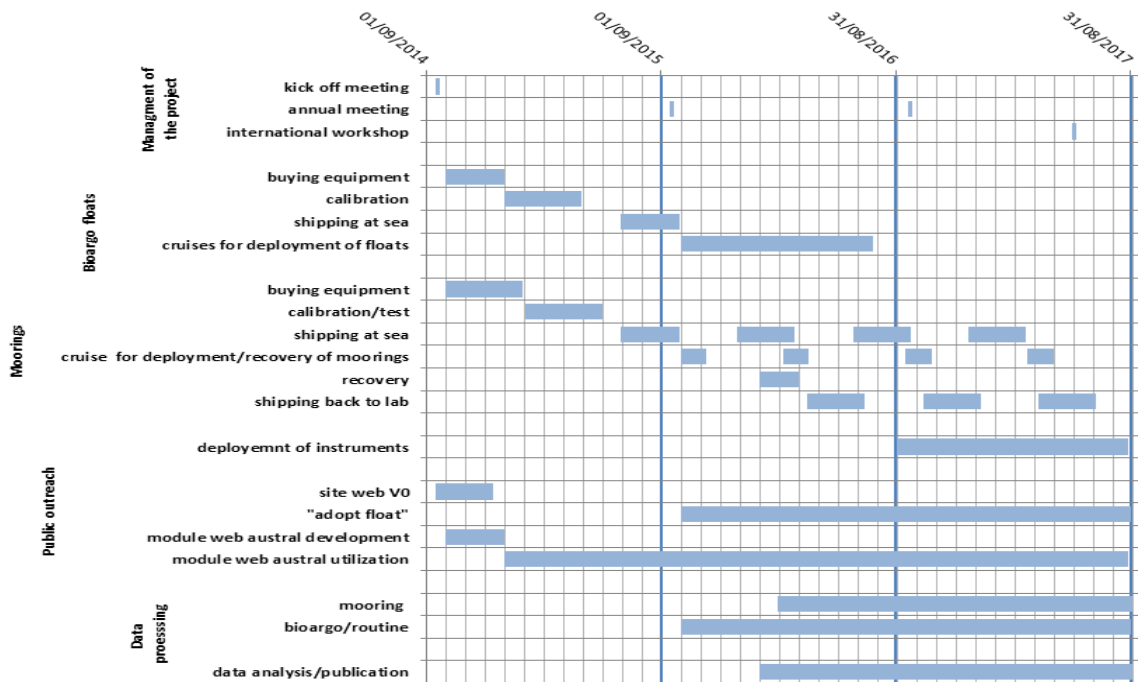 01/09/2014
01/09/2015
31/08/2016
31/08/2017
Managment of
the project
kick off meeting
annual meeting
international workshop
Bioargo floats
buying equipment
calibration
shipping at sea
cruises for deployment of floats
Moorings
buying equipment
calibration/test
shipping at sea
cruise for deployment/recovery of moorings
recovery
shipping back to lab
deployemnt of instruments
Public outreach
site web V0
"adopt float"
module web austral development
module web austral utilization
Data
proesssing
mooring
bioargo/routine
data analysis/publication